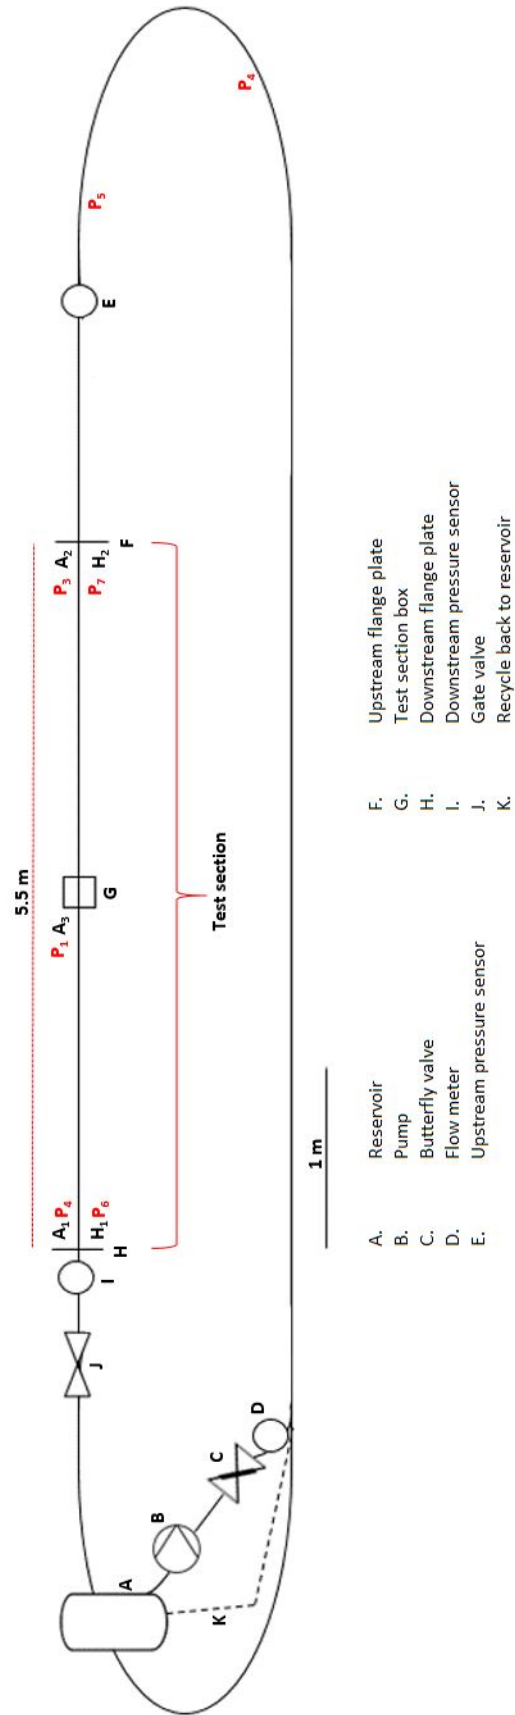 5.5 m
A₁ P₄
P₁ A₃
P₃ A₂
H₁ P₆
P₇ H₂
P₅
J
I
H
G
F
E
A
B
C
D
K
Test section
P₄
1 m
A. Reservoir
B. Pump
C. Butterfly valve
D. Flow meter
E. Upstream pressure sensor
F. Upstream flange plate
G. Test section box
H. Downstream flange plate
I. Downstream pressure sensor
J. Gate valve
K. Recycle back to reservoir